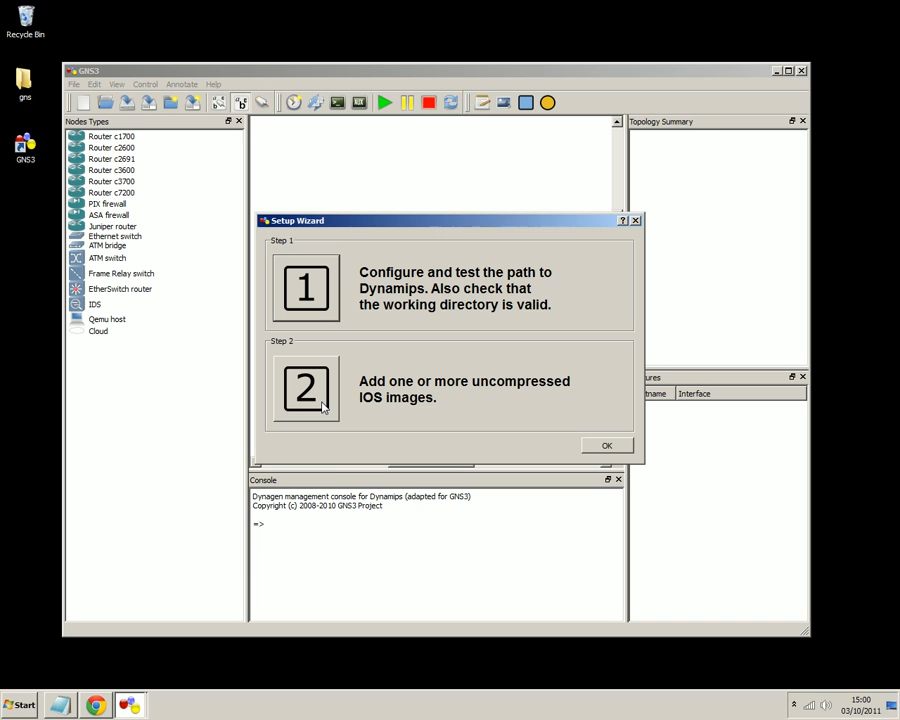 Recycle Bin
gns
GNS3
GNS3
File Edit View Control Annotate Help
Nodes Types
Router c1700
Router c2600
Router c2691
Router c3600
Router c3700
Router c7200
PIX firewall
ASA firewall
Juniper router
Ethernet switch
ATM bridge
ATM switch
Frame Relay switch
EtherSwitch router
IDS
Qemu host
Cloud
Topology Summary
Setup Wizard
Step 1
1
Configure and test the path to
Dynamips. Also check that
the working directory is valid.
Step 2
2
Add one or more uncompressed
IOS images.
OK
ures
tname Interface
Console
Dynagen management console for Dynamips (adapted for GNS3)
Copyright (c) 2008-2010 GNS3 Project
=>
Start
15:00
03/10/2011